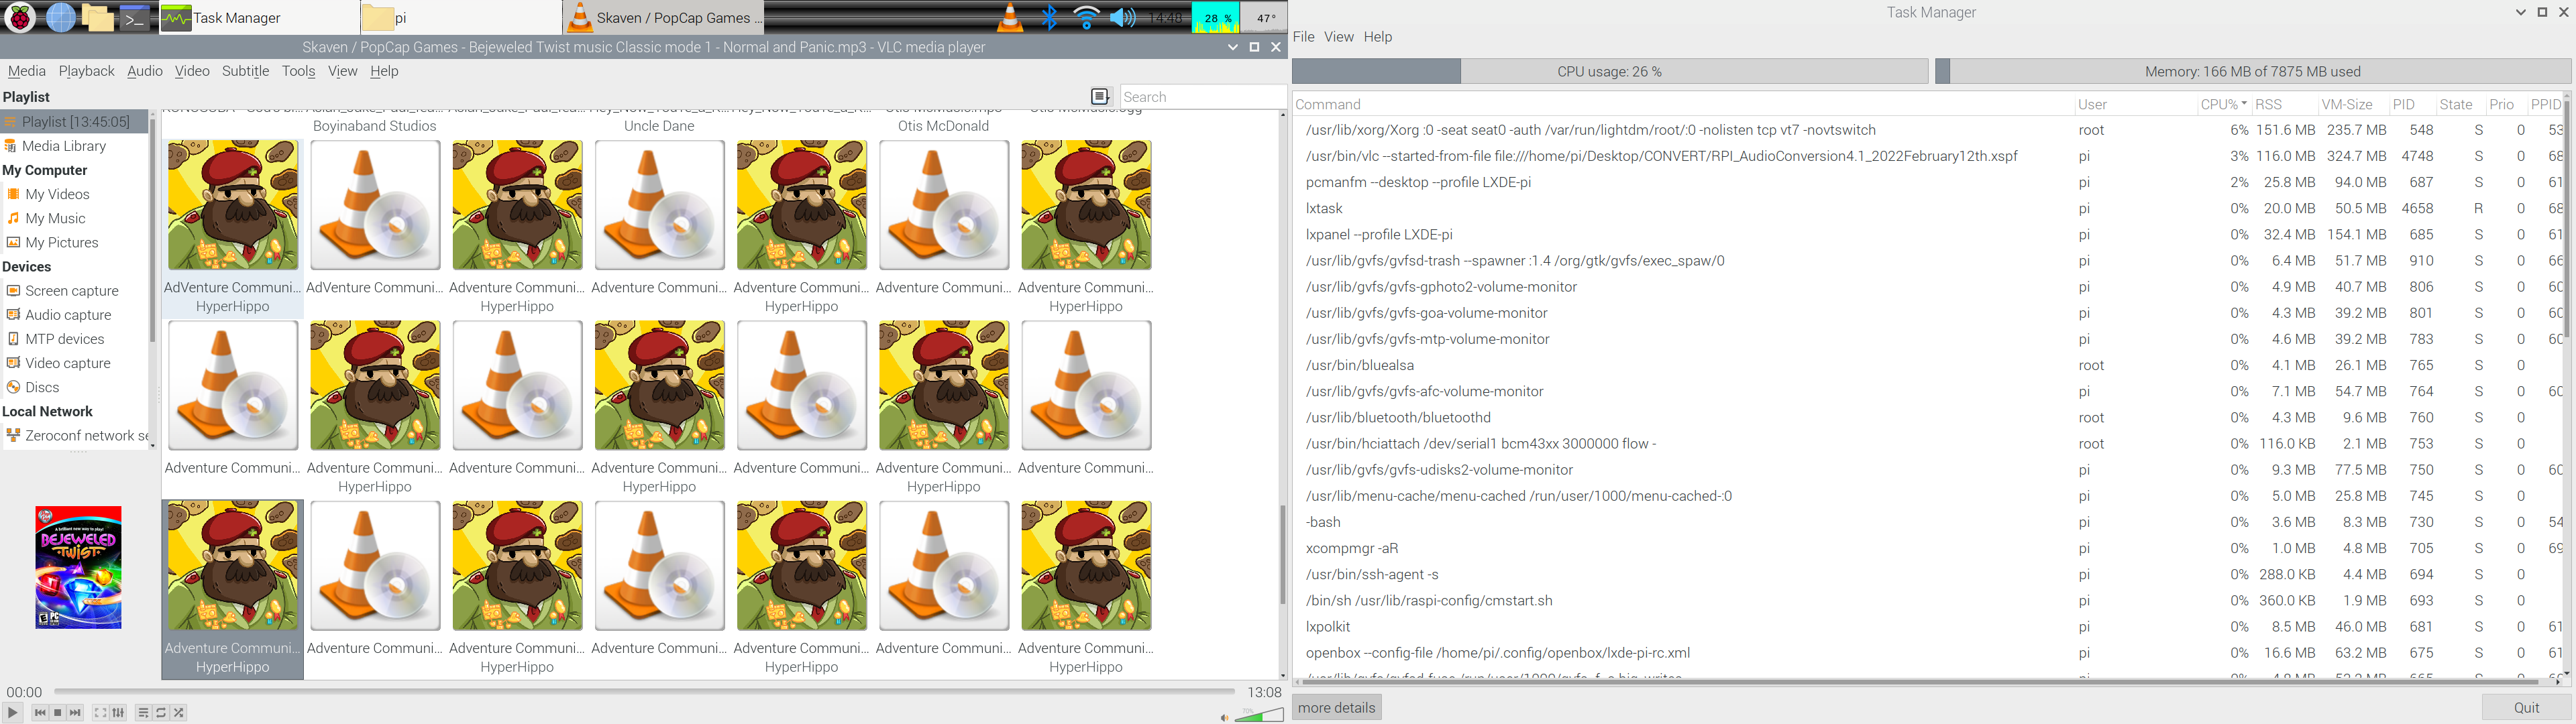 Task Manager
pi
Skaven / PopCap Games ...
14:48
28 %
47°
Skaven / PopCap Games - Bejeweled Twist music Classic mode 1 - Normal and Panic.mp3 - VLC media player
Media Playback Audio Video Subtitle Tools View Help
Playlist
Search
Playlist [13:45:05]
Media Library
My Computer
My Videos
My Music
My Pictures
Devices
Screen capture
Audio capture
MTP devices
Video capture
Discs
Local Network
Zeroconf network se
A brilliant new way to play!
BEJEWELED
TWIST
PC
Boyinaband Studios
Uncle Dane
Otis McDonald
AdVenture Communi... AdVenture Communi... Adventure Communi... Adventure Communi... Adventure Communi... Adventure Communi... Adventure Communi...
HyperHippo HyperHippo HyperHippo HyperHippo
Adventure Communi... Adventure Communi... Adventure Communi... Adventure Communi... Adventure Communi... Adventure Communi... Adventure Communi...
HyperHippo HyperHippo HyperHippo
Adventure Communi... Adventure Communi... Adventure Communi... Adventure Communi... Adventure Communi... Adventure Communi... Adventure Communi...
HyperHippo HyperHippo HyperHippo HyperHippo
00:00
13:08
70%
Task Manager
File View Help
CPU usage: 26 %
Memory: 166 MB of 7875 MB used
Command User CPU% RSS VM-Size PID State Prio PPID
/usr/lib/xorg/Xorg :0 -seat seat0 -auth /var/run/lightdm/root/:0 -nolisten tcp vt7 -novtswitch root 6% 151.6 MB 235.7 MB 548 S 0 53
/usr/bin/vlc --started-from-file file:///home/pi/Desktop/CONVERT/RPI_AudioConversion4.1_2022February12th.xspf pi 3% 116.0 MB 324.7 MB 4748 S 0 68
pcmanfm --desktop --profile LXDE-pi pi 2% 25.8 MB 94.0 MB 687 S 0 61
lxtask pi 0% 20.0 MB 50.5 MB 4658 R 0 68
lxpanel --profile LXDE-pi pi 0% 32.4 MB 154.1 MB 685 S 0 61
/usr/lib/gvfs/gvfsd-trash --spawner :1.4 /org/gtk/gvfs/exec_spaw/0 pi 0% 6.4 MB 51.7 MB 910 S 0 66
/usr/lib/gvfs/gvfs-gphoto2-volume-monitor pi 0% 4.9 MB 40.7 MB 806 S 0 60
/usr/lib/gvfs/gvfs-goa-volume-monitor pi 0% 4.3 MB 39.2 MB 801 S 0 60
/usr/lib/gvfs/gvfs-mtp-volume-monitor pi 0% 4.6 MB 39.2 MB 783 S 0 60
/usr/bin/bluealsa root 0% 4.1 MB 26.1 MB 765 S 0
/usr/lib/gvfs/gvfs-afc-volume-monitor pi 0% 7.1 MB 54.7 MB 764 S 0 60
/usr/lib/bluetooth/bluetoothd root 0% 4.3 MB 9.6 MB 760 S 0
/usr/bin/hciattach /dev/serial1 bcm43xx 3000000 flow - root 0% 116.0 KB 2.1 MB 753 S 0
/usr/lib/gvfs/gvfs-udisks2-volume-monitor pi 0% 9.3 MB 77.5 MB 750 S 0 60
/usr/lib/menu-cache/menu-cached /run/user/1000/menu-cached-:0 pi 0% 5.0 MB 25.8 MB 745 S 0
-bash pi 0% 3.6 MB 8.3 MB 730 S 0 54
xcompmgr -aR pi 0% 1.0 MB 4.8 MB 705 S 0 69
/usr/bin/ssh-agent -s pi 0% 288.0 KB 4.4 MB 694 S 0
/bin/sh /usr/lib/raspi-config/cmstart.sh pi 0% 360.0 KB 1.9 MB 693 S 0
lxpolkit pi 0% 8.5 MB 46.0 MB 681 S 0 61
openbox --config-file /home/pi/.config/openbox/lxde-pi-rc.xml pi 0% 16.6 MB 63.2 MB 675 S 0 61
more details
Quit